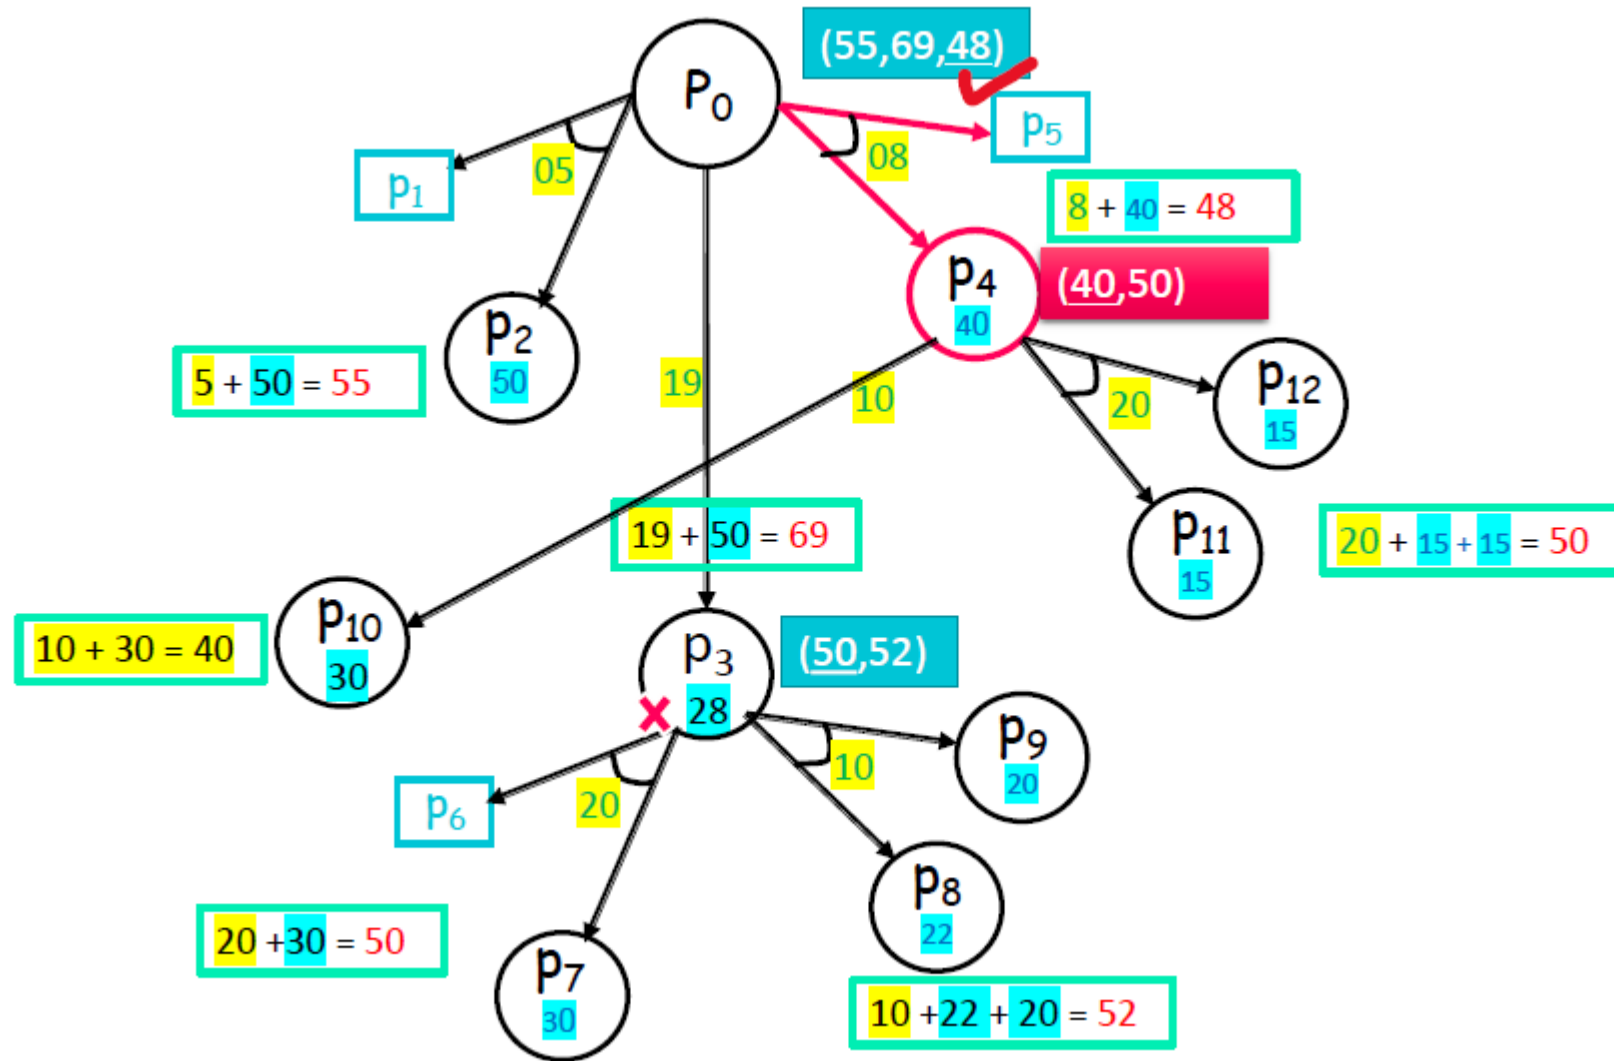 (55,69,48)
P0
p5
p1
05
08
8 + 40 = 48
p4
40
(40,50)
p2
50
5 + 50 = 55
19
10
20
p12
15
p11
15
20 + 15 + 15 = 50
19 + 50 = 69
p10
30
10 + 30 = 40
p3
28
(50,52)
p6
20
10
p9
20
p8
22
20 +30 = 50
p7
30
10 +22 + 20 = 52